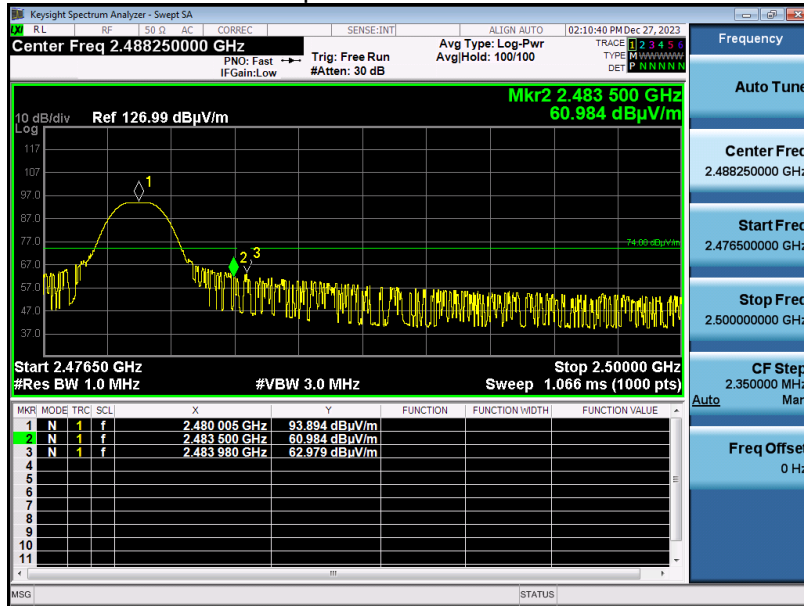 Keysight Spectrum Analyzer - Swept SA
LXI RL RF 50 Ω AC CORREC SENSE:INT ALIGN AUTO 02:10:40 PM Dec 27, 2023
Center Freq 2.488250000 GHz
PNO: Fast
IFGain:Low
Trig: Free Run
#Atten: 30 dB
Avg Type: Log-Pwr
Avg|Hold: 100/100
TRACE 1 2 3 4 5 6
TYPE M WWWWW
DET P N N N N N
Frequency
Mkr2 2.483 500 GHz
60.984 dBµV/m
10 dB/div Ref 126.99 dBµV/m
Log
117
107
97.0
87.0
77.0
67.0
57.0
47.0
37.0
1
2
3
74.00 dBµV/m
Start 2.47650 GHz Stop 2.50000 GHz
#Res BW 1.0 MHz #VBW 3.0 MHz Sweep 1.066 ms (1000 pts)
MKR MODE TRC SCL X Y FUNCTION FUNCTION WIDTH FUNCTION VALUE
1 N 1 f 2.480 005 GHz 93.894 dBµV/m
2 N 1 f 2.483 500 GHz 60.984 dBµV/m
3 N 1 f 2.483 980 GHz 62.979 dBµV/m
4
5
6
7
8
9
10
11
MSG STATUS
Auto Tune
Center Freq
2.488250000 GHz
Start Freq
2.476500000 GHz
Stop Freq
2.500000000 GHz
CF Step
2.350000 MHz
Auto Man
Freq Offset
0 Hz